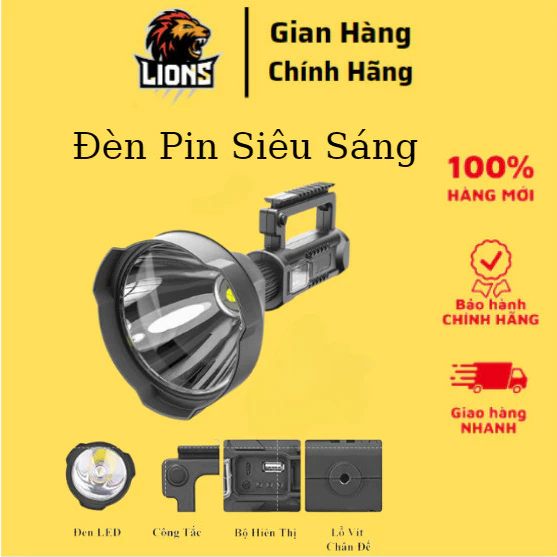 LIONS
Gian Hàng
Chính Hãng
Đèn Pin Siêu Sáng
100%
HÀNG MỚI
Bảo hành
CHÍNH HÃNG
Giao hàng
NHANH
Đen LED
Công Tắc
Bộ Hiển Thị
Lỗ Vít
Chân Đế